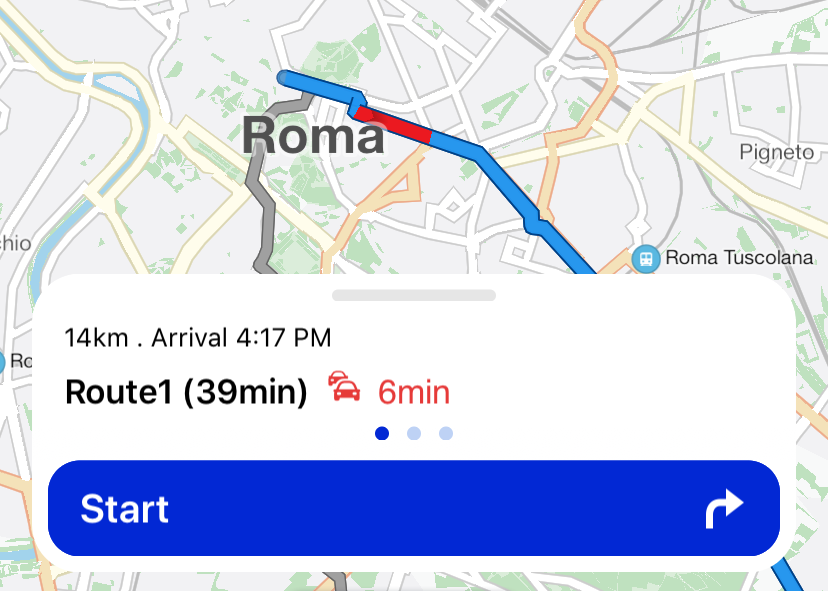 Roma
Pigneto
chio
Roma Tuscolana
14km . Arrival 4:17 PM
Ro
Route1 (39min) 6min
Start